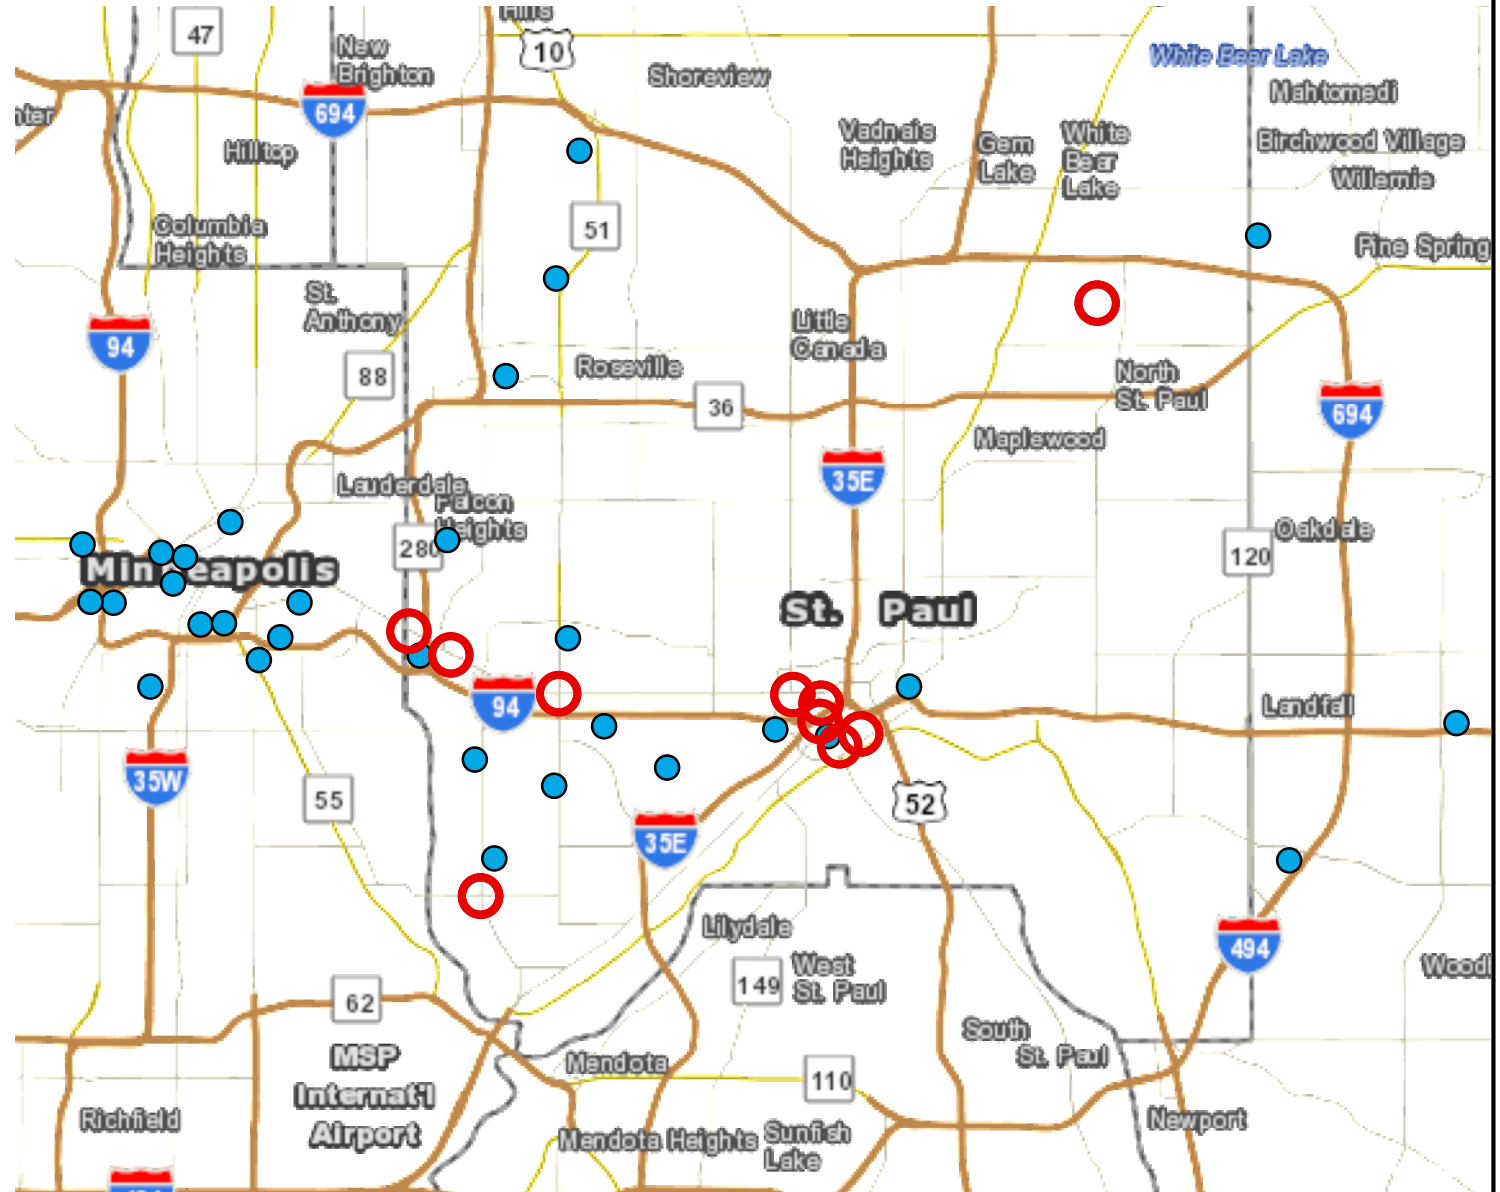 Hills
47
New
Brighton
10
Shoreview
White Bear Lake
Mahtomedi
694
Vadnais
Heights
Gem
Lake
White
Bear
Lake
Birchwood Village
Willernie
Hilltop
Columbia
Heights
51
Pine Spring
St.
Anthony
94
Little
Canada
88
Roseville
36
North
St. Paul
694
Maplewood
35E
Lauderdale
Falcon
Heights
280
Oakdale
120
Minneapolis
St. Paul
94
Landfall
35W
55
52
35E
Lilydale
494
149
West
St. Paul
62
South
St. Paul
MSP
Internat'l
Airport
Mendota
110
Richfield
Mendota Heights
Sunfish
Lake
Newport